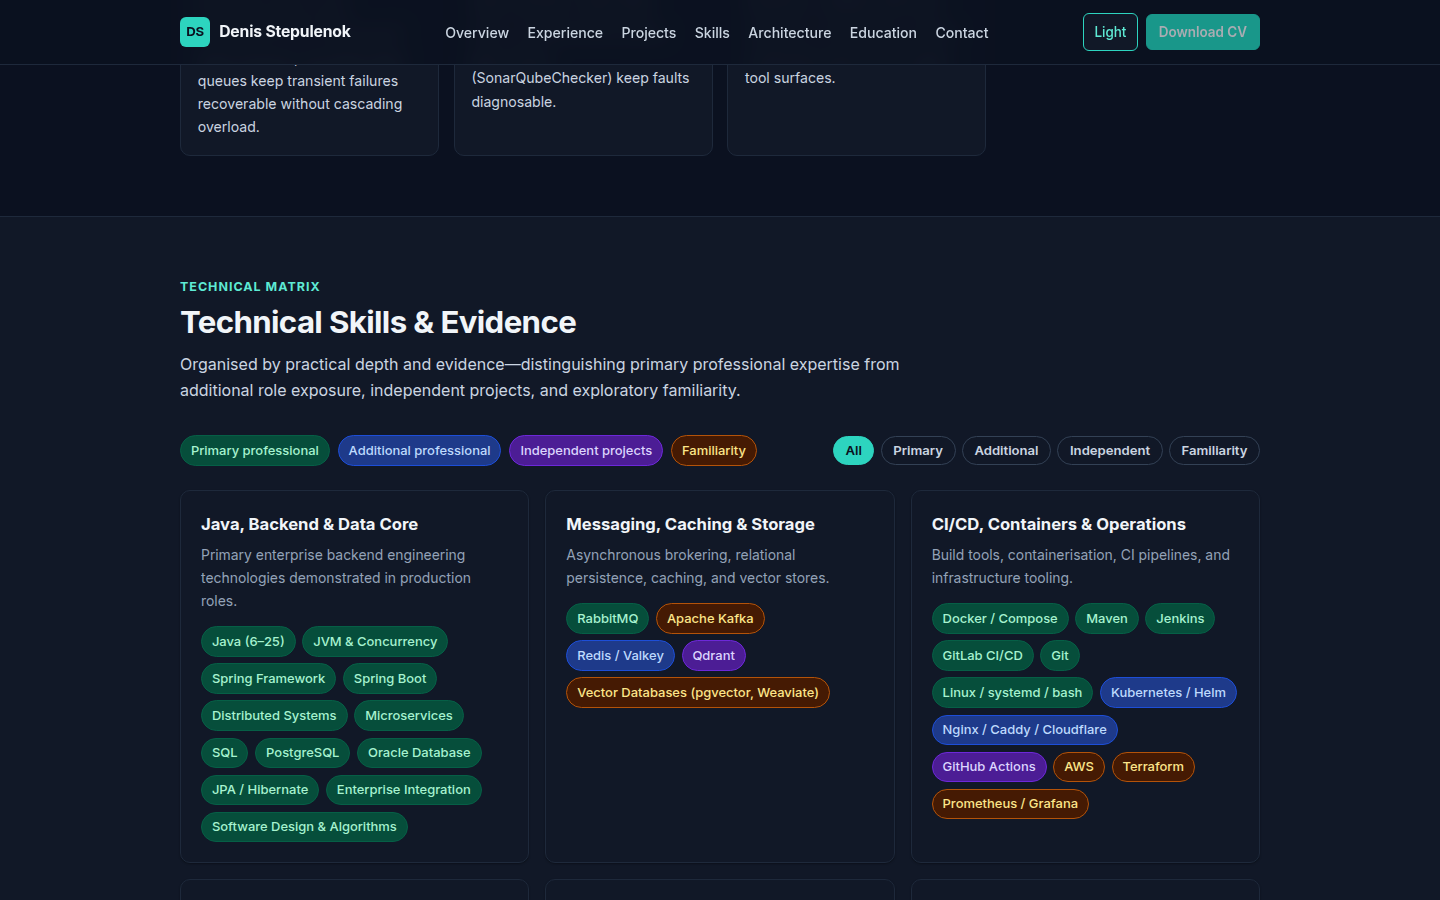 DS Denis Stepulenok Overview Experience Projects Skills Architecture Education Contact Light Download CV
queues keep transient failures
recoverable without cascading
overload.
(SonarQubeChecker) keep faults
diagnosable.
tool surfaces.
TECHNICAL MATRIX
Technical Skills & Evidence
Organised by practical depth and evidence—distinguishing primary professional expertise from
additional role exposure, independent projects, and exploratory familiarity.
Primary professional Additional professional Independent projects Familiarity All Primary Additional Independent Familiarity
Java, Backend & Data Core
Primary enterprise backend engineering
technologies demonstrated in production
roles.
Java (6–25) JVM & Concurrency
Spring Framework Spring Boot
Distributed Systems Microservices
SQL PostgreSQL Oracle Database
JPA / Hibernate Enterprise Integration
Software Design & Algorithms
Messaging, Caching & Storage
Asynchronous brokering, relational
persistence, caching, and vector stores.
RabbitMQ Apache Kafka
Redis / Valkey Qdrant
Vector Databases (pgvector, Weaviate)
CI/CD, Containers & Operations
Build tools, containerisation, CI pipelines, and
infrastructure tooling.
Docker / Compose Maven Jenkins
GitLab CI/CD Git
Linux / systemd / bash Kubernetes / Helm
Nginx / Caddy / Cloudflare
GitHub Actions AWS Terraform
Prometheus / Grafana